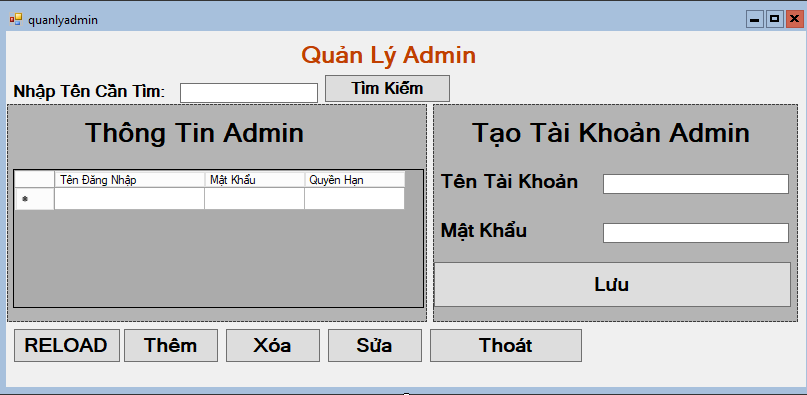 quanlyadmin
Quản Lý Admin
Nhập Tên Cần Tìm:
Tìm Kiếm
Thông Tin Admin
Tên Đăng Nhập Mật Khẩu Quyền Hạn
Tạo Tài Khoản Admin
Tên Tài Khoản
Mật Khẩu
Lưu
RELOAD Thêm Xóa Sửa Thoát